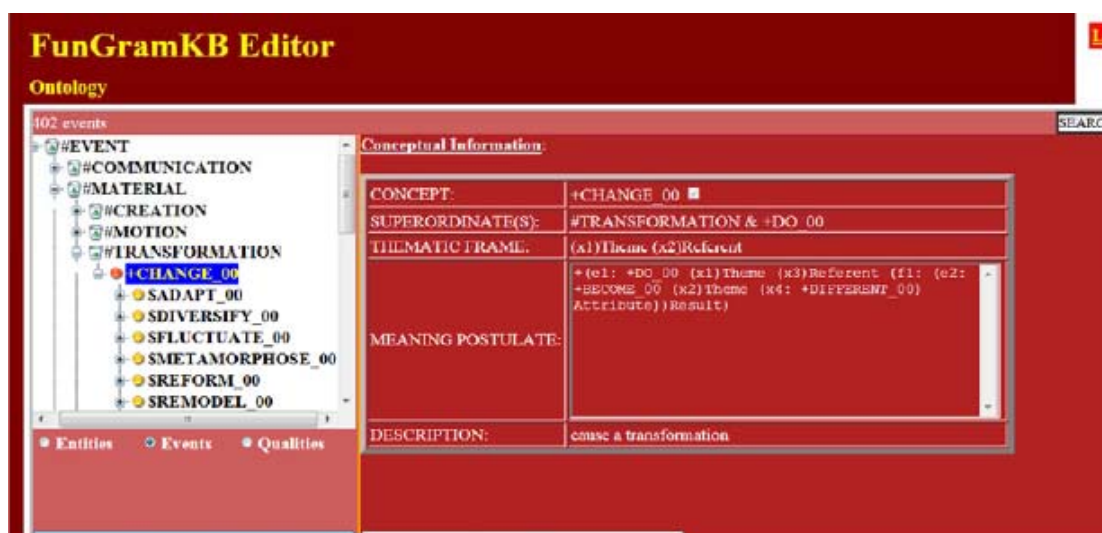 FunGramKB Editor
Ontology
402 events
SEARC
#EVENT
#COMMUNICATION
#MATERIAL
#CREATION
#MOTION
#TRANSFORMATION
+CHANGE_00
$ADAPT_00
$DIVERSIFY_00
$FLUCTUATE_00
$METAMORPHOSE_00
$REFORM_00
$REMODEL_00
Entities Events Qualities
Conceptual Information:
CONCEPT: +CHANGE_00
SUPERORDINATE(S): #TRANSFORMATION & +DO_00
THEMATIC FRAME: (x1)Theme (x2)Referent
MEANING POSTULATE:
+(e1: +DO_00 (x1)Theme (x3)Referent (f1: (e2:
+BECOME_00 (x2)Theme (x4: +DIFFERENT_00)
Attribute))Result)
DESCRIPTION: cause a transformation